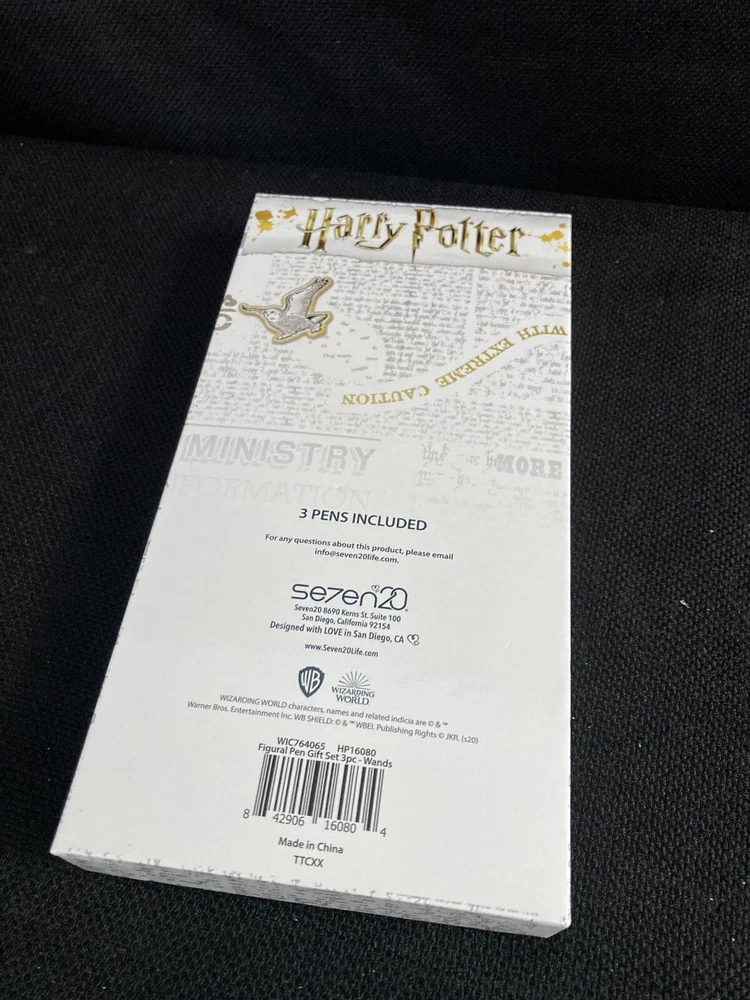 Harry Potter
WITH EXTREME CAUTION
MINISTRY
MORE
FORMATION
3 PENS INCLUDED
For any questions about this product, please email
info@seven20life.com.
se7en20
Seven20 8690 Kerns St. Suite 100
San Diego, California 92154
Designed with LOVE in San Diego, CA
www.Seven20Life.com
WB
WIZARDING
WORLD
WIZARDING WORLD characters, names and related indicia are © & ™
Warner Bros. Entertainment Inc. WB SHIELD: © & ™ WBEI. Publishing Rights © JKR. (s20)
WIC764065 HP16080
Figural Pen Gift Set 3pc - Wands
8 42906 16080 4
Made in China
TTCXX